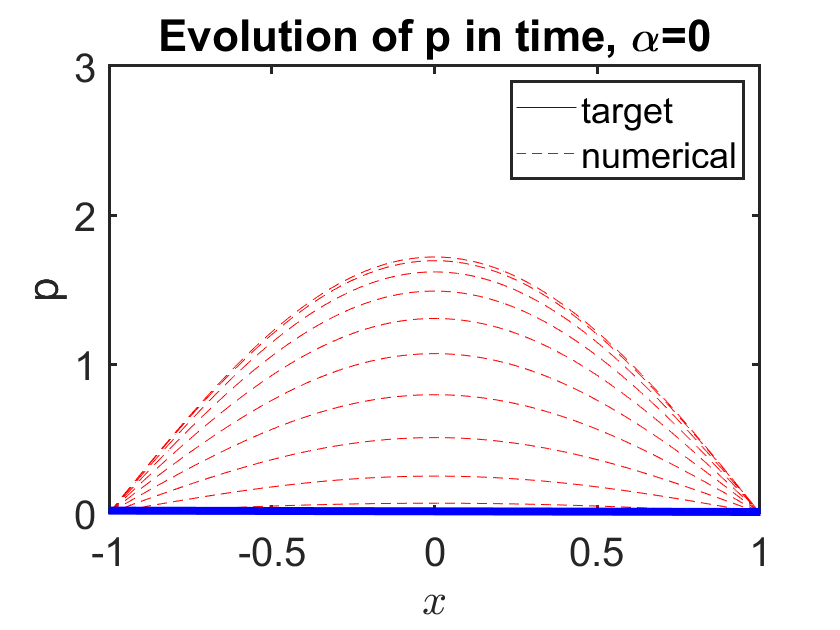 Evolution of p in time, α=0
target
numerical
3
2
1
0
p
-1
-0.5
0
0.5
1
x